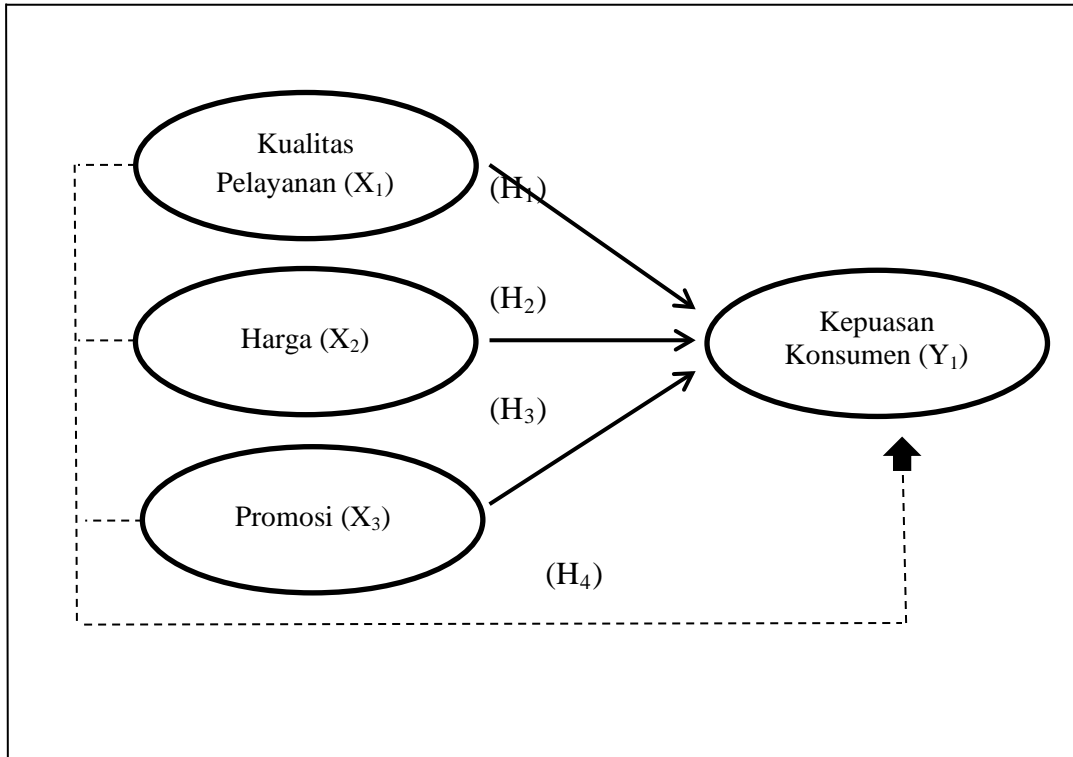 Kualitas
Pelayanan (X₁)
(H₁)
Harga (X₂)
(H₂)
Kepuasan
Konsumen (Y₁)
(H₃)
Promosi (X₃)
(H₄)